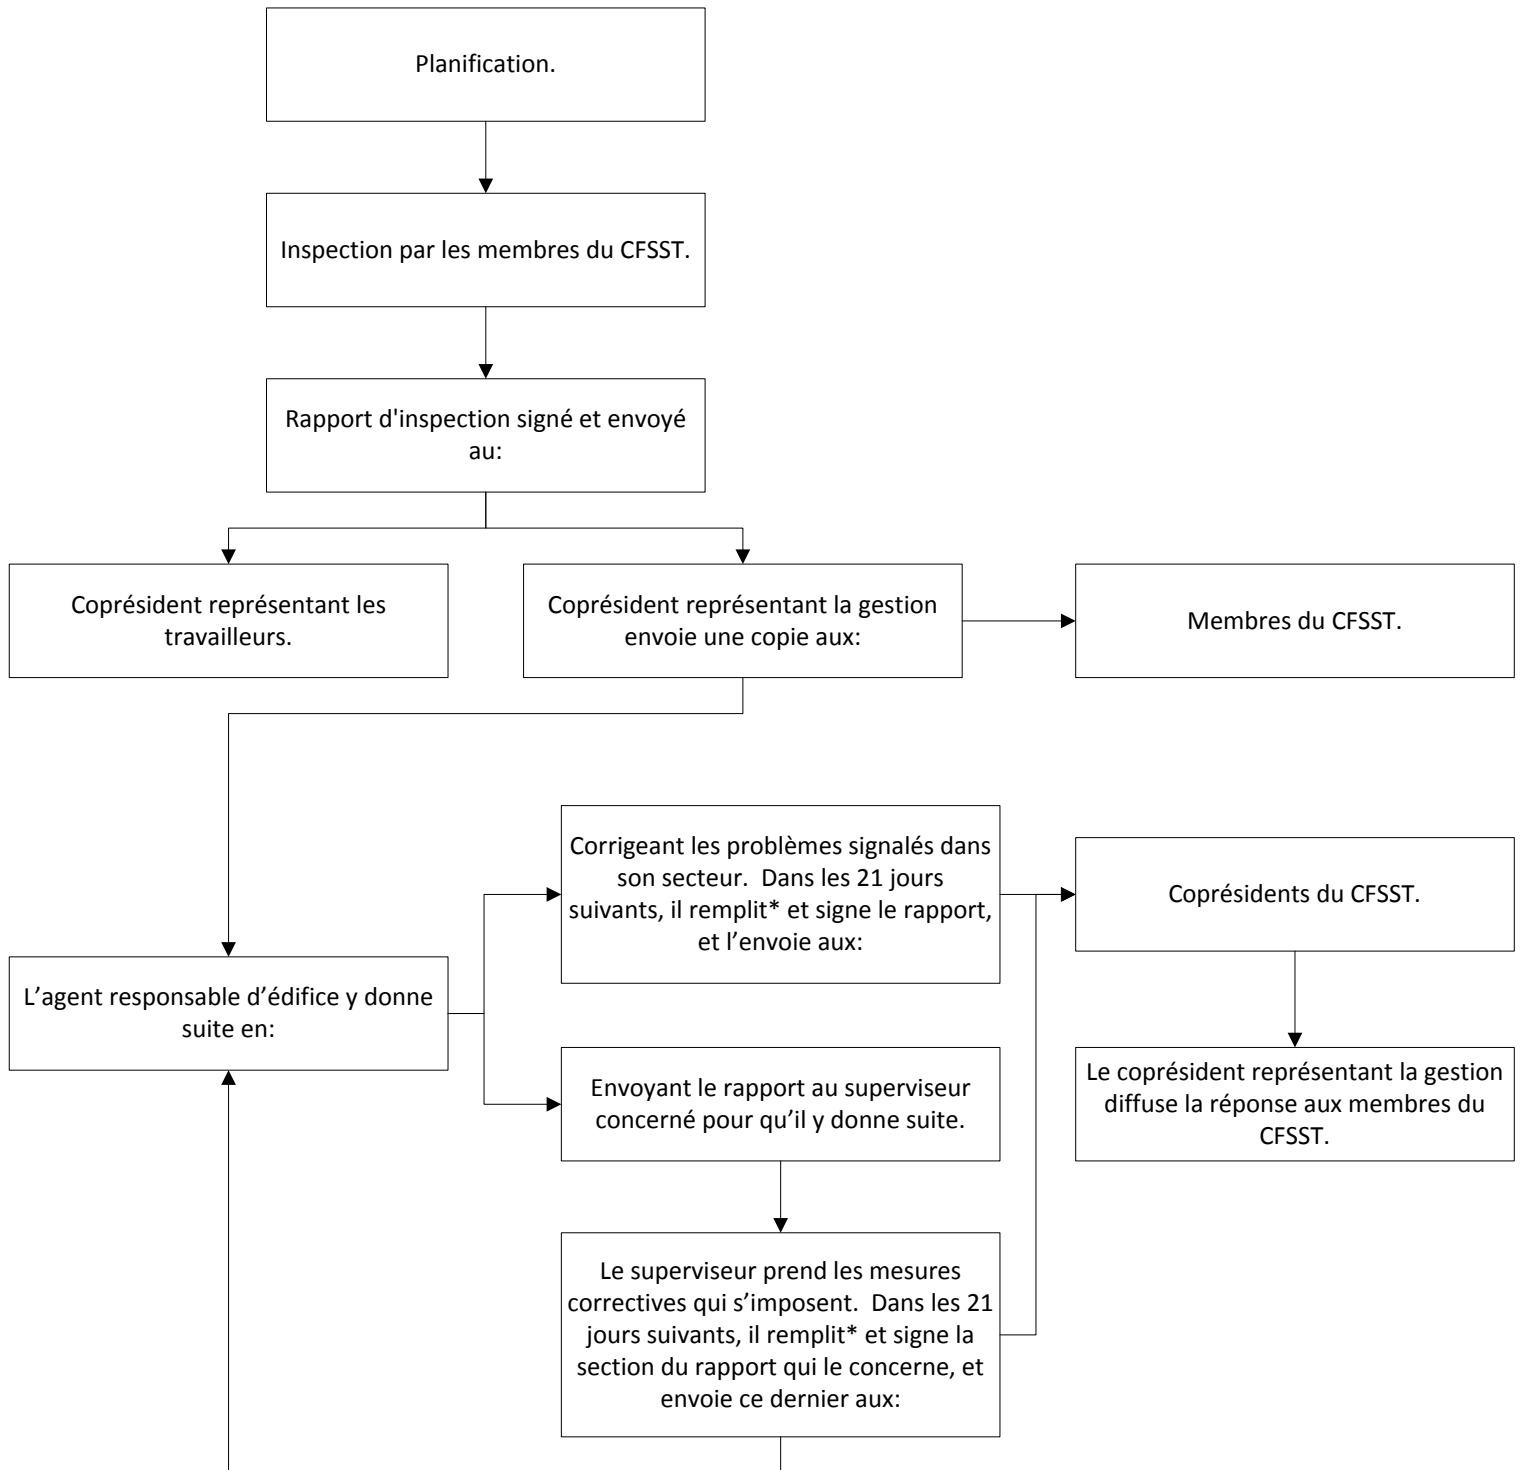 Planification.
Inspection par les membres du CFSST.
Rapport d'inspection signé et envoyé
au:
Coprésident représentant les
travailleurs.
Coprésident représentant la gestion
envoie une copie aux:
Membres du CFSST.
L’agent responsable d’édifice y donne
suite en:
Corrigeant les problèmes signalés dans
son secteur.  Dans les 21 jours
suivants, il remplit* et signe le rapport,
et l’envoie aux:
Coprésidents du CFSST.
Envoyant le rapport au superviseur
concerné pour qu’il y donne suite.
Le coprésident représentant la gestion
diffuse la réponse aux membres du
CFSST.
Le superviseur prend les mesures
correctives qui s’imposent.  Dans les 21
jours suivants, il remplit* et signe la
section du rapport qui le concerne, et
envoie ce dernier aux: